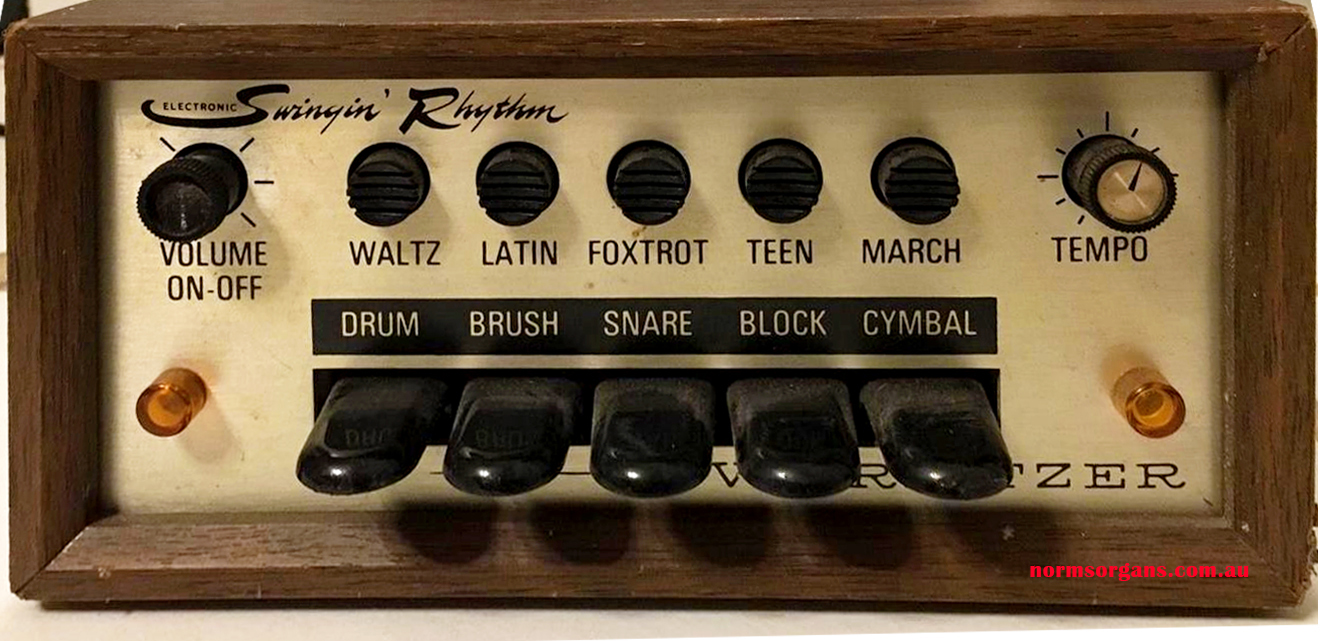 ELECTRONIC Swingin' Rhythm
VOLUME
ON-OFF
WALTZ LATIN FOXTROT TEEN MARCH TEMPO
DRUM BRUSH SNARE BLOCK CYMBAL
normsorgans.com.au